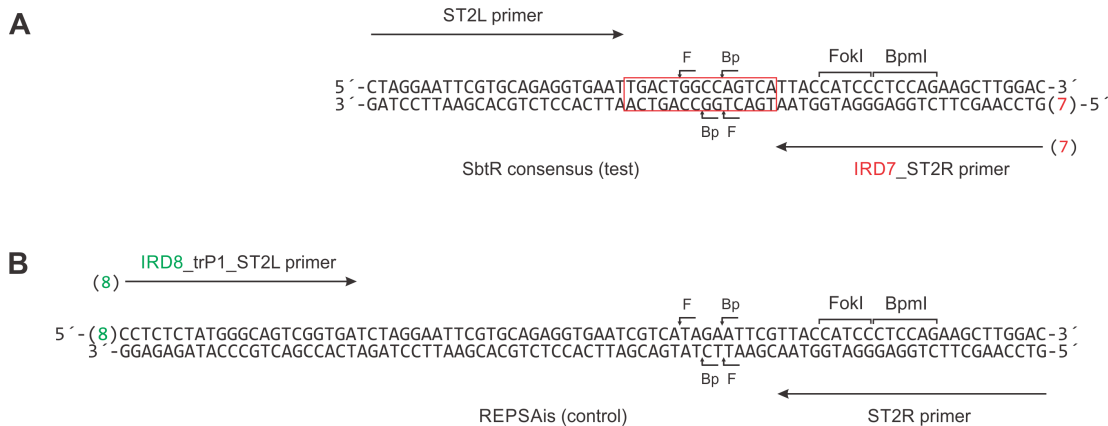 A
ST2L primer
F Bp FokI BpmI
5´-CTAGGAATTCGTGCAGAGGTGAATTGACTGGCCAGTCATTACCATCCCTCCAGAAGCTTGGAC-3´
3´-GATCCTTAAGCACGTCTCCACTTAACTGACCGGTCAGTAATGGTAGGGAGGTCTTCGAACCTG(7)-5´
Bp F
(7)
SbtR consensus (test)
IRD7_ST2R primer
B
IRD8_trP1_ST2L primer
(8)
F Bp FokI BpmI
5´-(8)CCTCTCTATGGGCAGTCGGTGATCTAGGAATTCGTGCAGAGGTGAATCGTCATAGAATTCGTTACCATCCCTCCAGAAGCTTGGAC-3´
3´-GGAGAGATACCCGTCAGCCACTAGATCCTTAAGCACGTCTCCACTTAGCAGTATCTTAAGCAATGGTAGGGAGGTCTTCGAACCTG-5´
Bp F
REPSAis (control)
ST2R primer